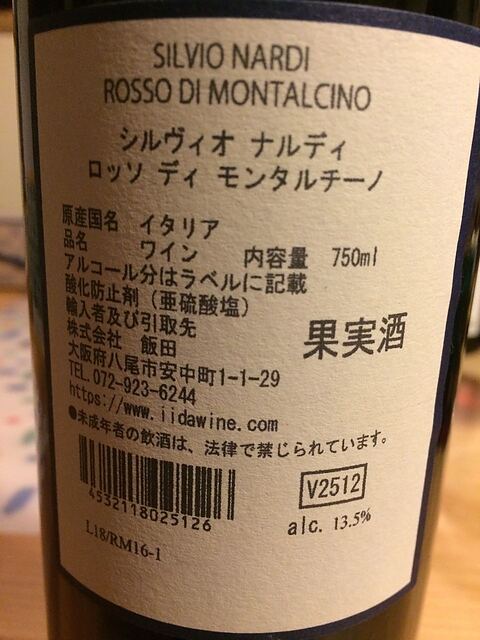 SILVIO NARDI
ROSSO DI MONTALCINO
シルヴィオ ナルディ
ロッソ ディ モンタルチーノ
原産国名 イタリア
品名 ワイン 内容量 750ml
アルコール分はラベルに記載
酸化防止剤（亜硫酸塩）
輸入者及び引取先
株式会社 飯田
大阪府八尾市安中町1-1-29
TEL.072-923-6244
https://www.iidawine.com
果実酒
●未成年者の飲酒は、法律で禁じられています。
4532118025126
V2512
alc. 13.5%
L18/RM16-1